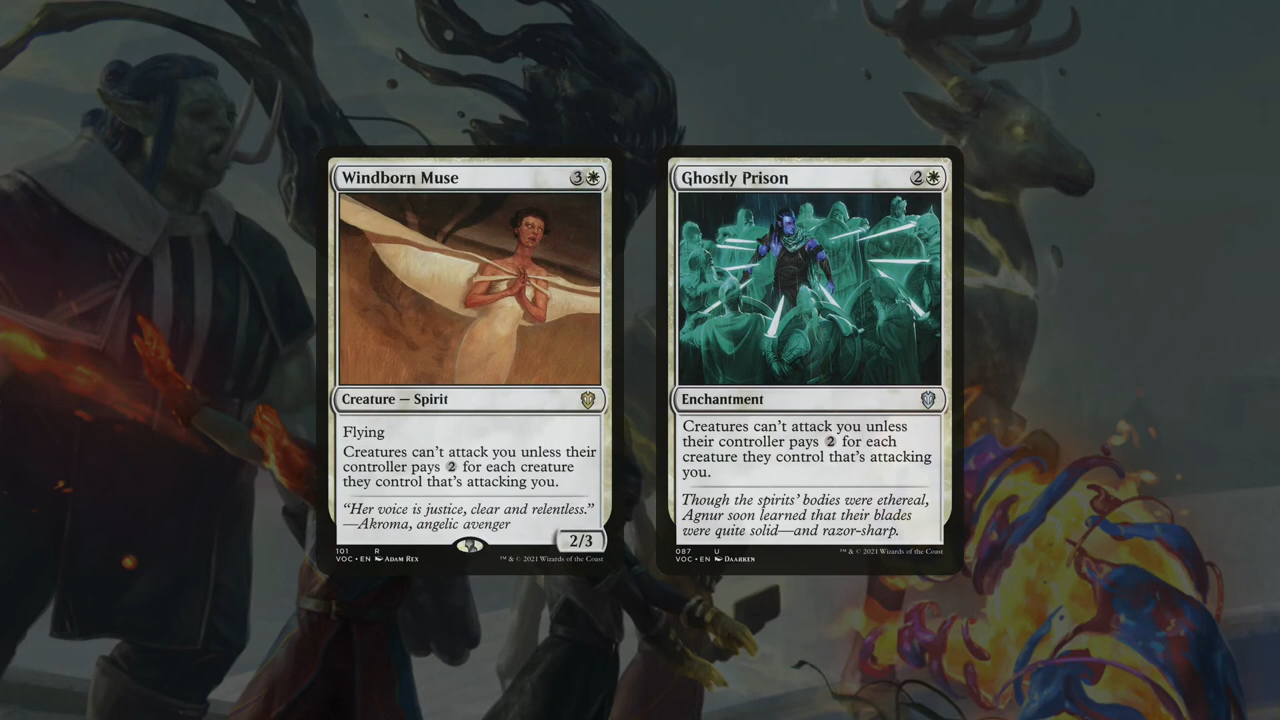 Windborn Muse 3
Creature — Spirit
Flying
Creatures can't attack you unless their
controller pays 2 for each creature
they control that's attacking you.
“Her voice is justice, clear and relentless.”
—Akroma, angelic avenger
2/3
101 R
VOC • EN Adam Rex ™ & © 2021 Wizards of the Coast
Ghostly Prison 2
Enchantment
Creatures can't attack you unless
their controller pays 2 for each
creature they control that's attacking
you.
Though the spirits' bodies were ethereal,
Agnur soon learned that their blades
were quite solid—and razor-sharp.
087 U
VOC • EN Daarken ™ & © 2021 Wizards of the Coast